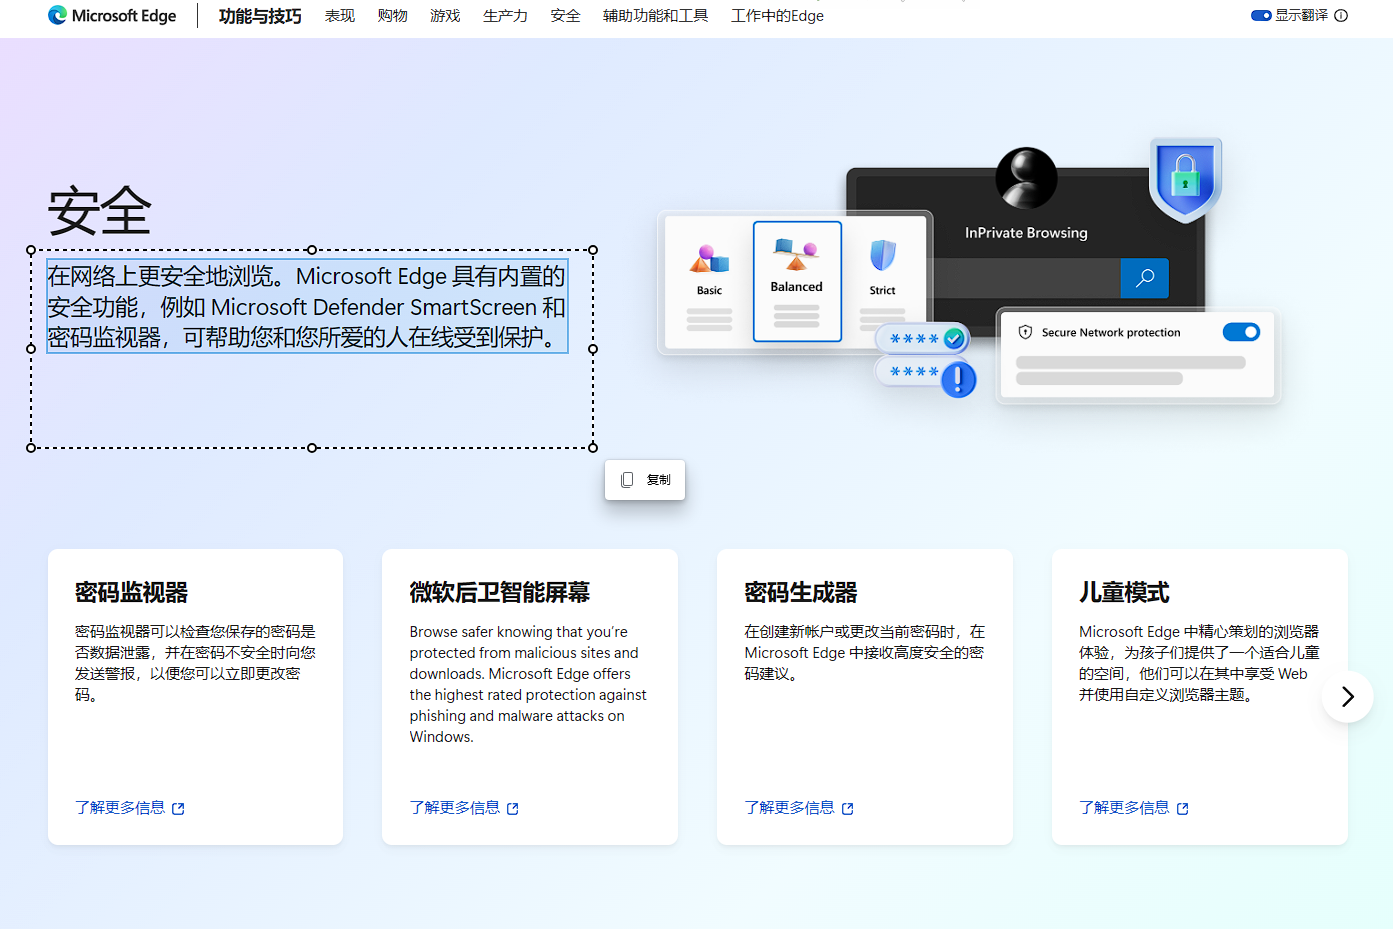 Microsoft Edge
功能与技巧
表现
购物
游戏
生产力
安全
辅助功能和工具
工作中的Edge
显示翻译
安全
在网络上更安全地浏览。Microsoft Edge 具有内置的
安全功能，例如 Microsoft Defender SmartScreen 和
密码监视器，可帮助您和您所爱的人在线受到保护。
InPrivate Browsing
Basic
Balanced
Strict
****
****
Secure Network protection
复制
密码监视器
密码监视器可以检查您保存的密码是
否数据泄露，并在密码不安全时向您
发送警报，以便您可以立即更改密
码。
了解更多信息
微软后卫智能屏幕
Browse safer knowing that you're
protected from malicious sites and
downloads. Microsoft Edge offers
the highest rated protection against
phishing and malware attacks on
Windows.
了解更多信息
密码生成器
在创建新帐户或更改当前密码时，在
Microsoft Edge 中接收高度安全的密
码建议。
了解更多信息
儿童模式
Microsoft Edge 中精心策划的浏览器
体验，为孩子们提供了一个适合儿童
的空间，他们可以在其中享受 Web
并使用自定义浏览器主题。
了解更多信息